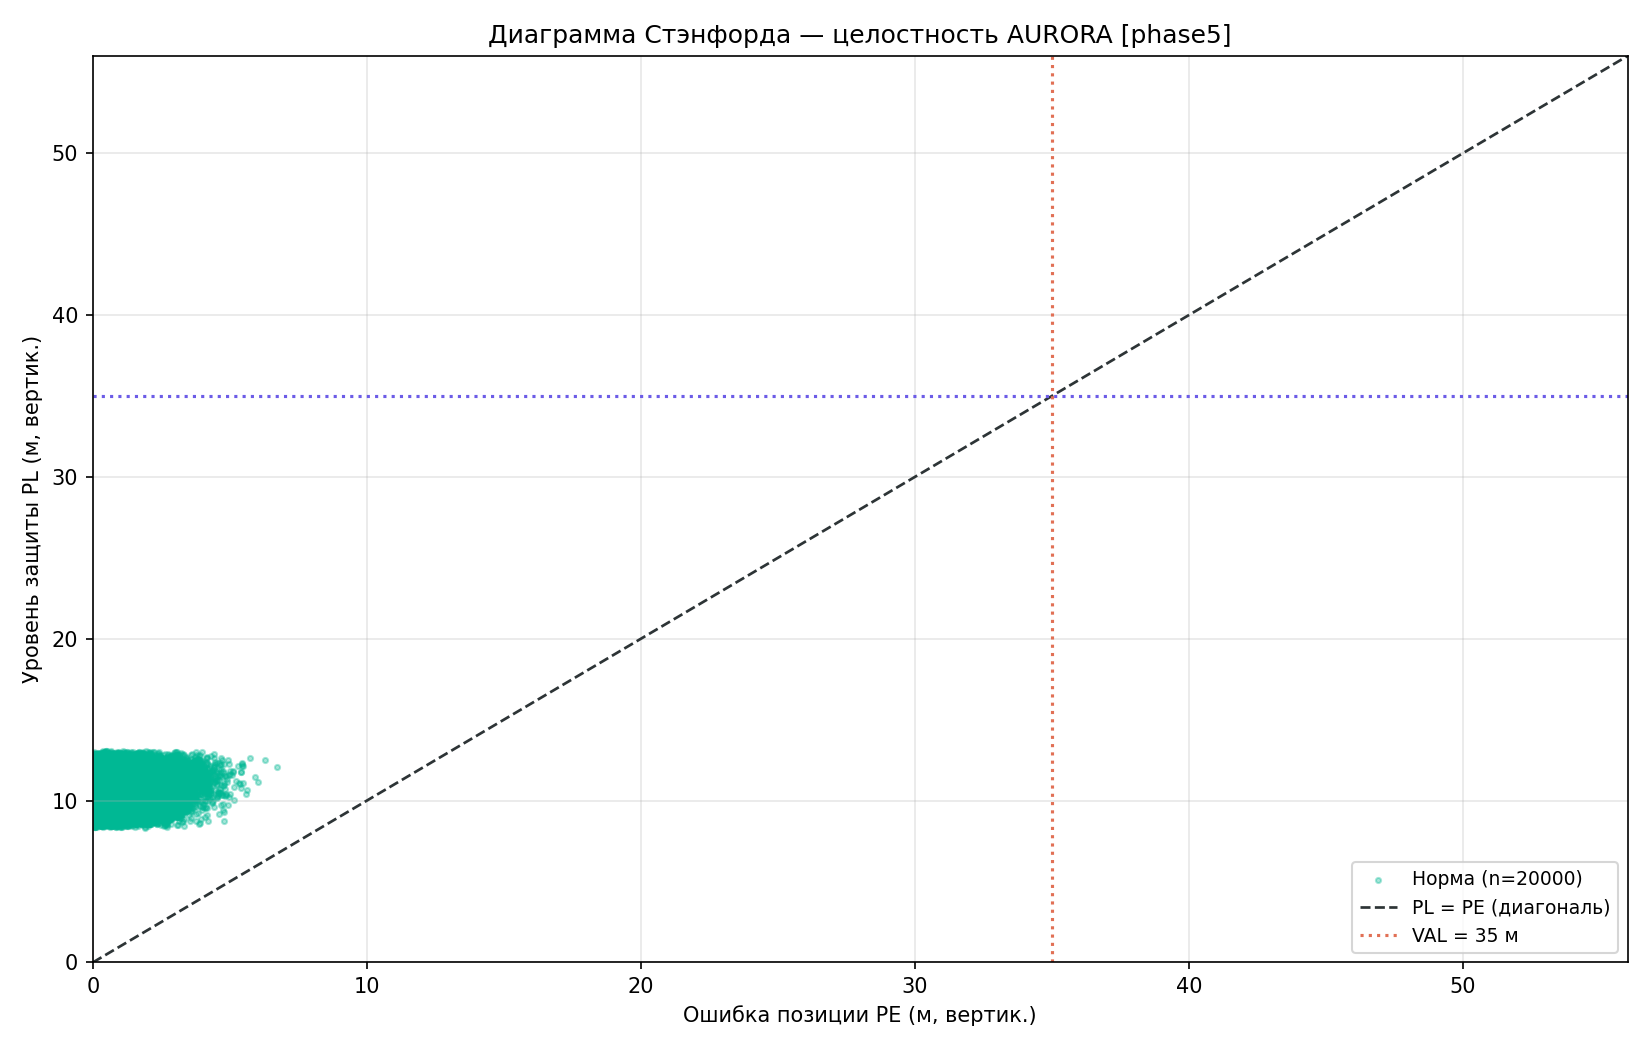 Диаграмма Стэнфорда — целостность AURORA [phase5]
Уровень защиты PL (м, вертик.)
50
40
30
20
10
0
0 10 20 30 40 50
Ошибка позиции PE (м, вертик.)
Норма (n=20000)
PL = PE (диагональ)
VAL = 35 м